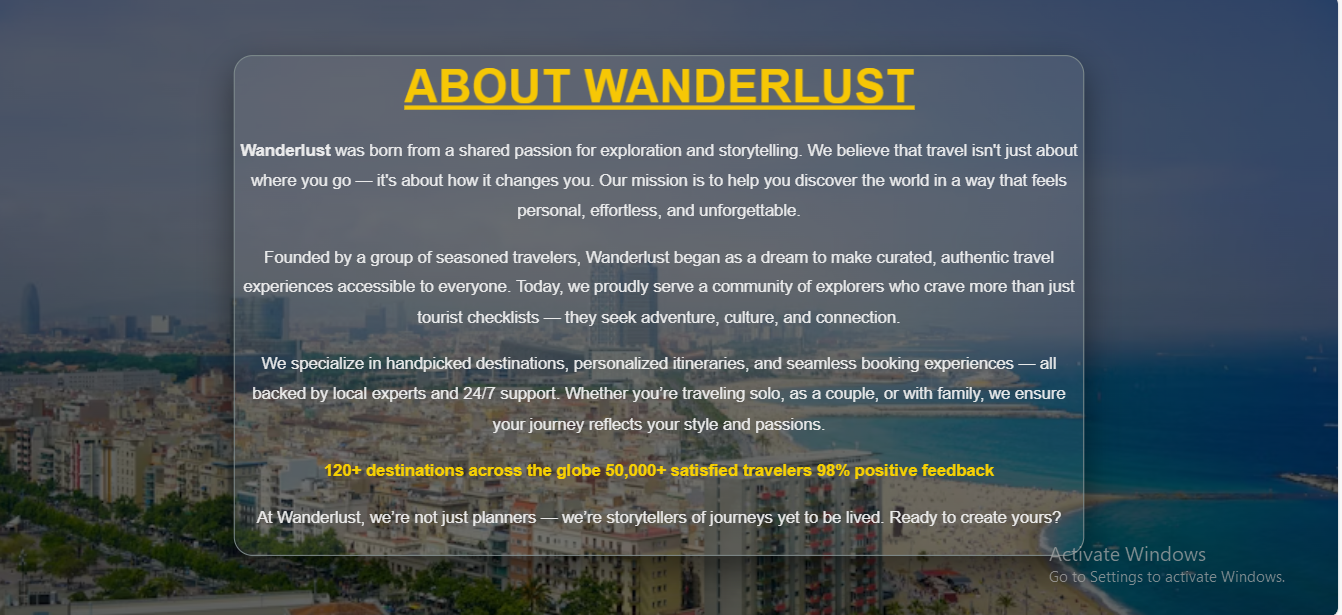 ABOUT WANDERLUST
Wanderlust was born from a shared passion for exploration and storytelling. We believe that travel isn't just about
where you go — it's about how it changes you. Our mission is to help you discover the world in a way that feels
personal, effortless, and unforgettable.
Founded by a group of seasoned travelers, Wanderlust began as a dream to make curated, authentic travel
experiences accessible to everyone. Today, we proudly serve a community of explorers who crave more than just
tourist checklists — they seek adventure, culture, and connection.
We specialize in handpicked destinations, personalized itineraries, and seamless booking experiences — all
backed by local experts and 24/7 support. Whether you’re traveling solo, as a couple, or with family, we ensure
your journey reflects your style and passions.
120+ destinations across the globe 50,000+ satisfied travelers 98% positive feedback
At Wanderlust, we’re not just planners — we’re storytellers of journeys yet to be lived. Ready to create yours?
Activate Windows
Go to Settings to activate Windows.